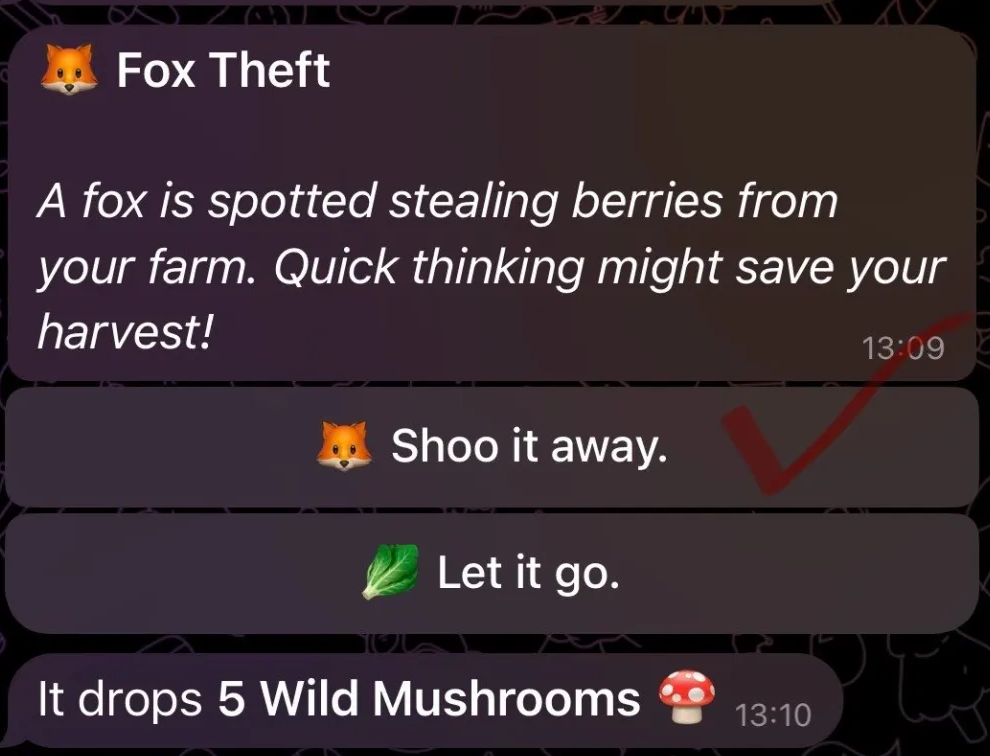 🦊 Fox Theft
A fox is spotted stealing berries from
your farm. Quick thinking might save your
harvest!
13:09
🦊 Shoo it away.
🥬 Let it go.
It drops 5 Wild Mushrooms 🍄 13:10